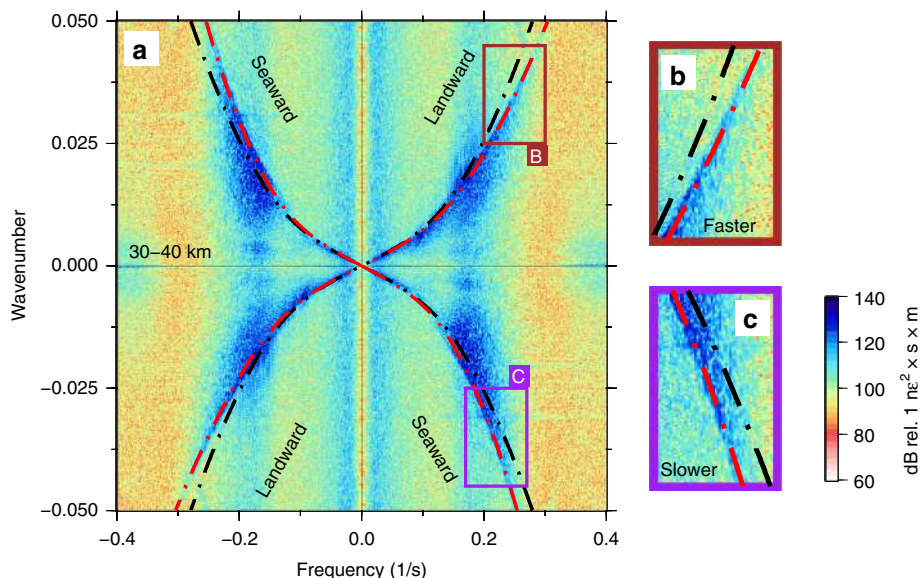 a
Seaward
Landward
B
30–40 km
C
Landward
Seaward
0.050
0.025
0.000
−0.025
−0.050
Wavenumber
−0.4
−0.2
0.0
0.2
0.4
Frequency (1/s)
b
Faster
c
Slower
140
120
100
80
60
dB rel. 1 nε² × s × m